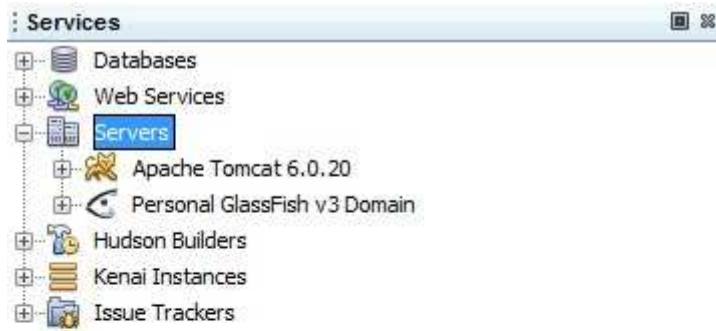 Services
Databases
Web Services
Servers
Apache Tomcat 6.0.20
Personal GlassFish v3 Domain
Hudson Builders
Kenai Instances
Issue Trackers